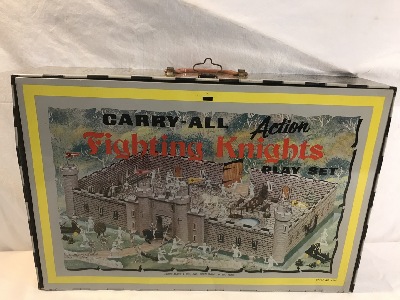 CARRY-ALL Action
Fighting Knights
PLAY SET